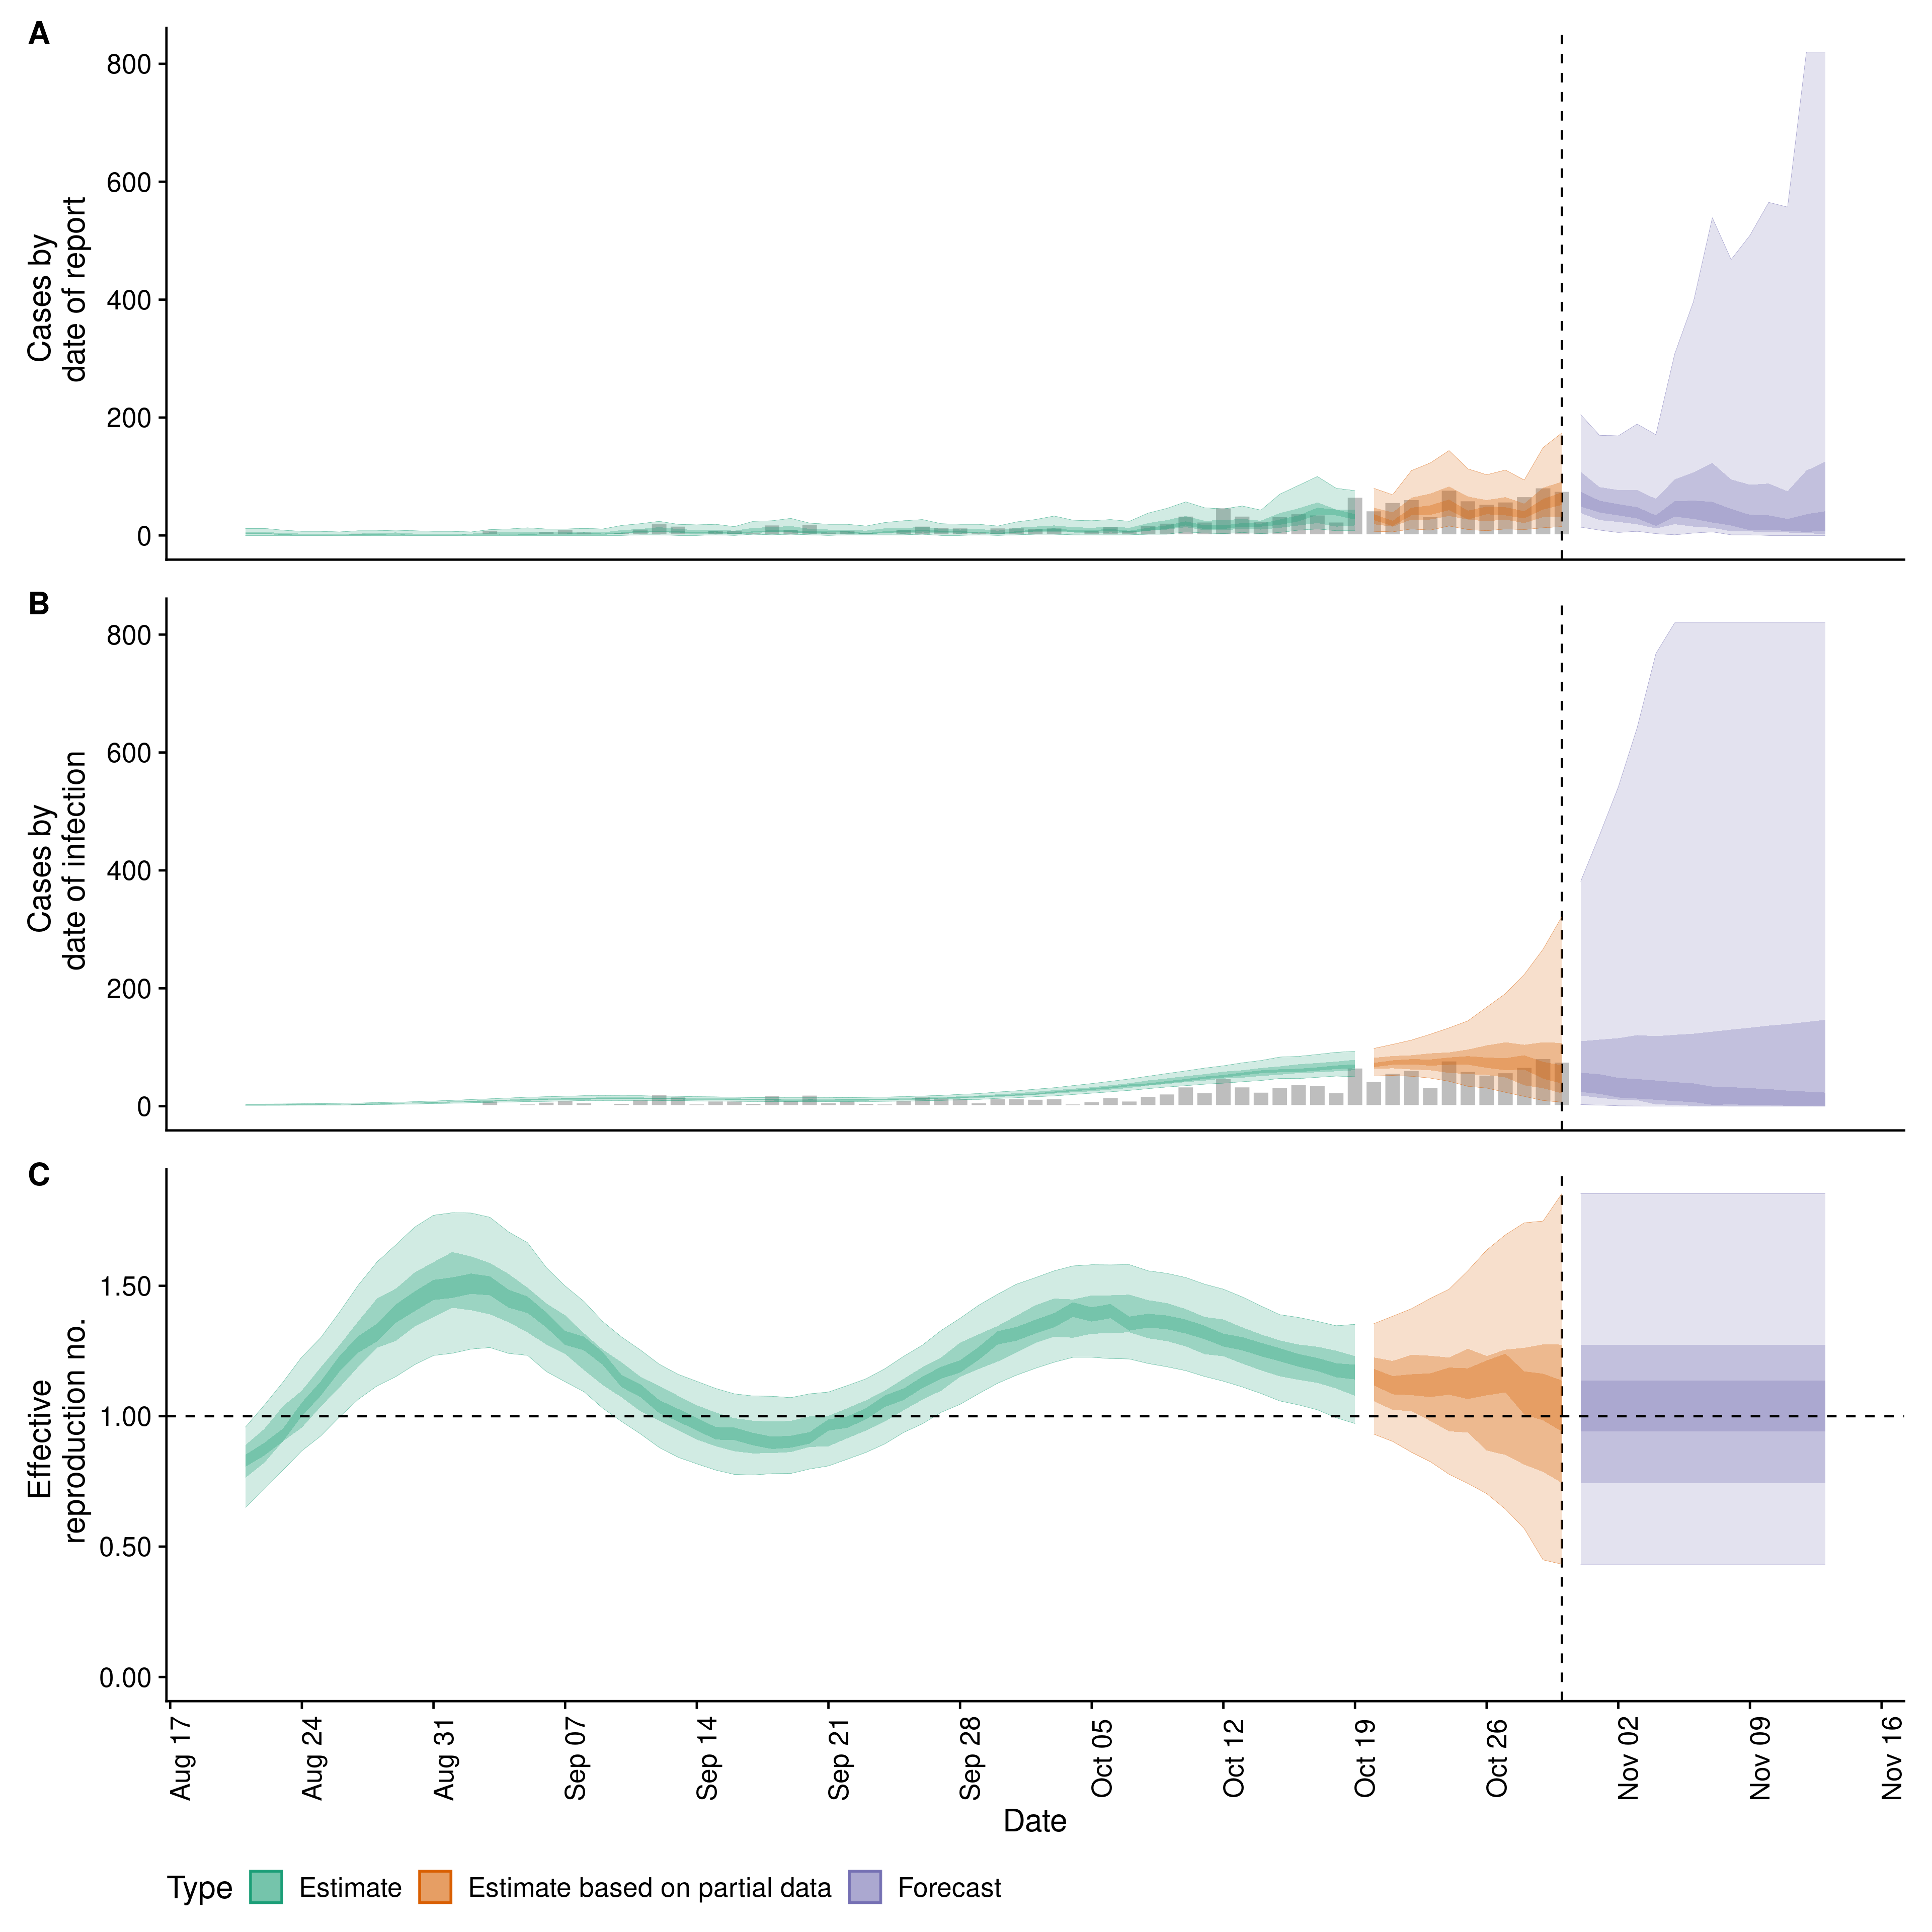 A
800
600
400
200
0
Cases by
date of report
B
800
600
400
200
0
Cases by
date of infection
C
1.50
1.00
0.50
0.00
Effective
reproduction no.
Aug 17
Aug 24
Aug 31
Sep 07
Sep 14
Sep 21
Sep 28
Oct 05
Oct 12
Oct 19
Oct 26
Nov 02
Nov 09
Nov 16
Date
Type Estimate Estimate based on partial data Forecast